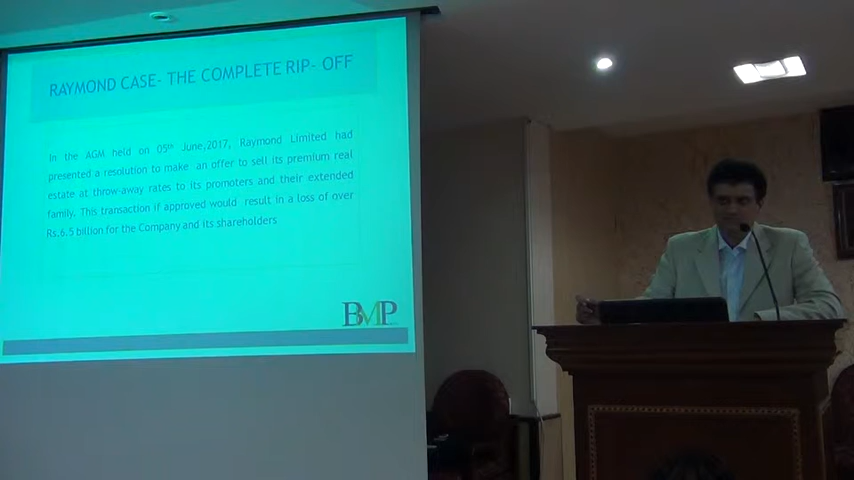 RAYMOND CASE- THE COMPLETE RIP- OFF
In the AGM held on 05th June,2017, Raymond Limited had
presented a resolution to make an offer to sell its premium real
estate at throw-away rates to its promoters and their extended
family. This transaction if approved would result in a loss of over
Rs.6.5 billion for the Company and its shareholders
BMP